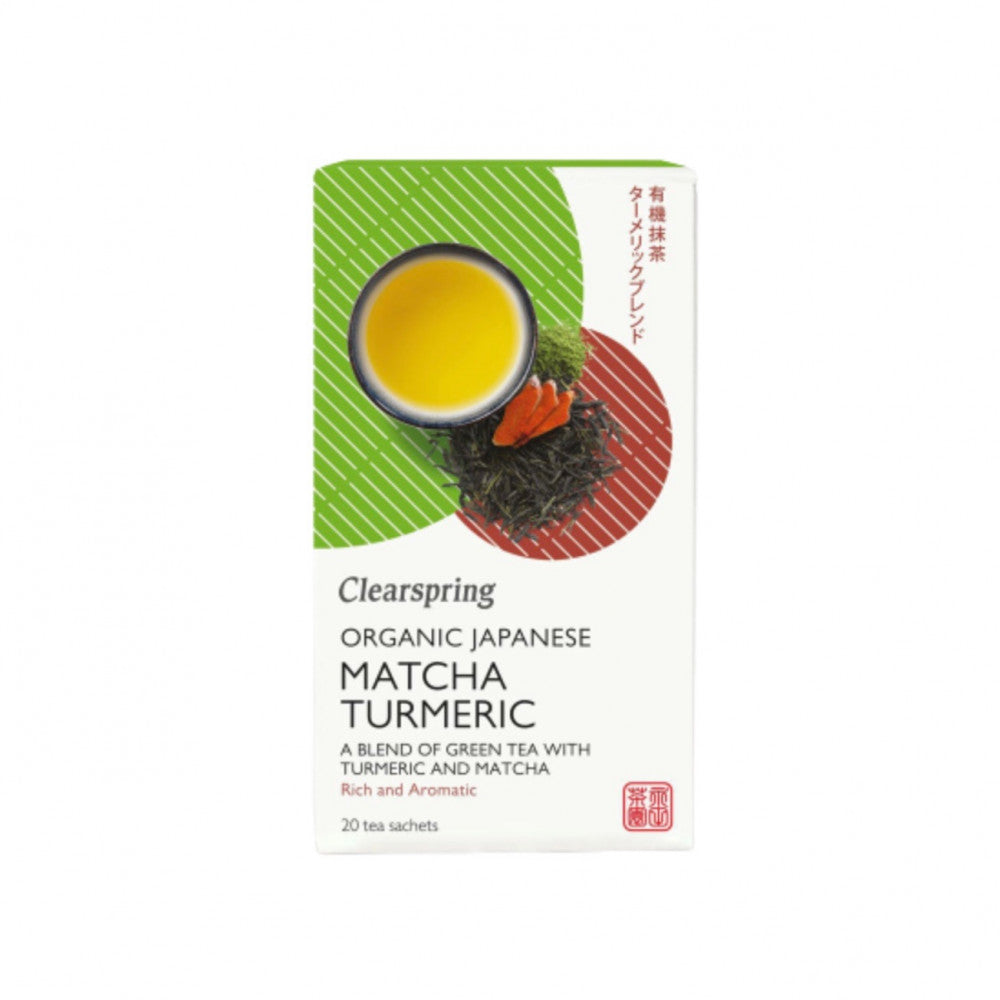 有機抹茶
ターメリックブレンド
Clearspring
ORGANIC JAPANESE
MATCHA
TURMERIC
A BLEND OF GREEN TEA WITH
TURMERIC AND MATCHA
Rich and Aromatic
20 tea sachets